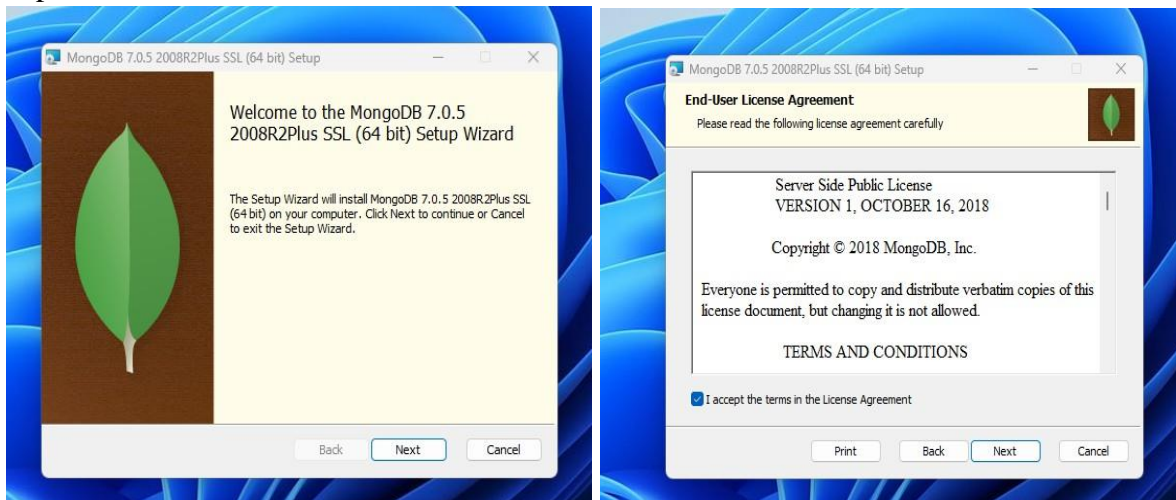 MongoDB 7.0.5 2008R2Plus SSL (64 bit) Setup
Welcome to the MongoDB 7.0.5
2008R2Plus SSL (64 bit) Setup Wizard
The Setup Wizard will install MongoDB 7.0.5 2008R2Plus SSL
(64 bit) on your computer. Click Next to continue or Cancel
to exit the Setup Wizard.
Back Next Cancel
MongoDB 7.0.5 2008R2Plus SSL (64 bit) Setup
End-User License Agreement
Please read the following license agreement carefully
Server Side Public License
VERSION 1, OCTOBER 16, 2018
Copyright © 2018 MongoDB, Inc.
Everyone is permitted to copy and distribute verbatim copies of this
license document, but changing it is not allowed.
TERMS AND CONDITIONS
I accept the terms in the License Agreement
Print Back Next Cancel